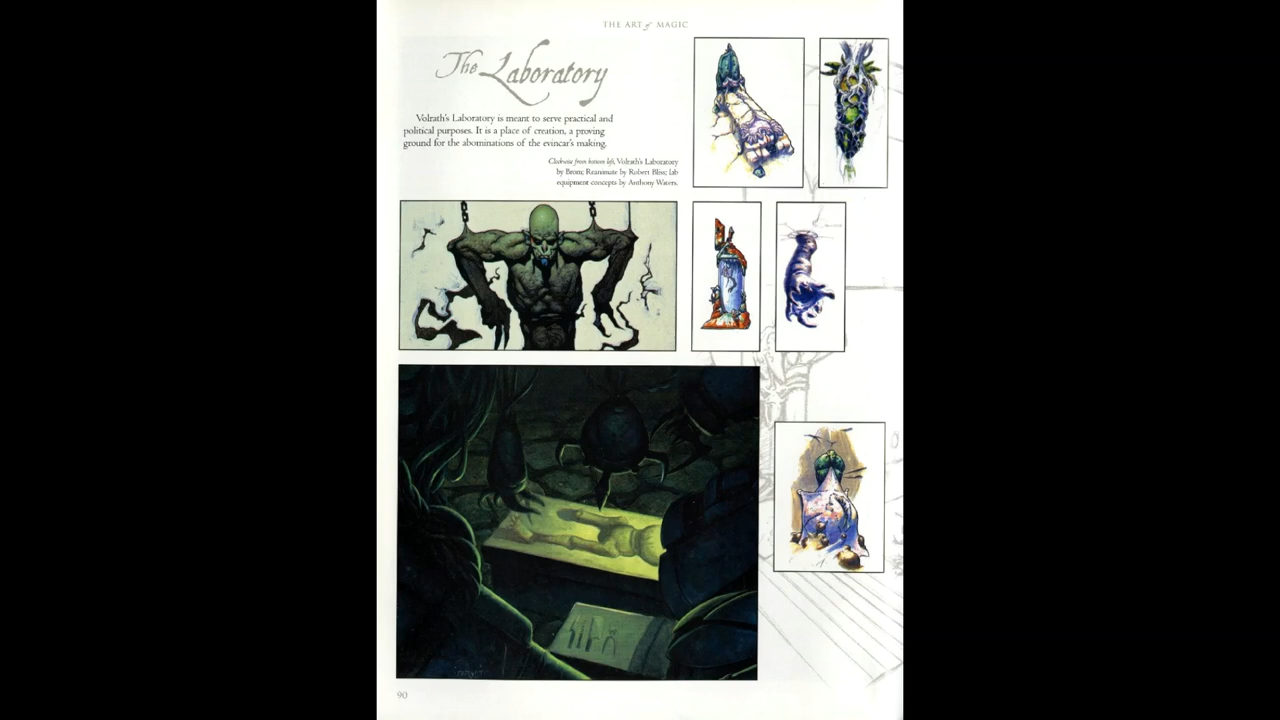 THE ART of MAGIC
The Laboratory
Volrath's Laboratory is meant to serve practical and
political purposes. It is a place of creation, a proving
ground for the abominations of the evincar's making.
Clockwise from bottom left, Volrath's Laboratory
by Brom; Reanimate by Robert Bliss; lab
equipment concepts by Anthony Waters.
90